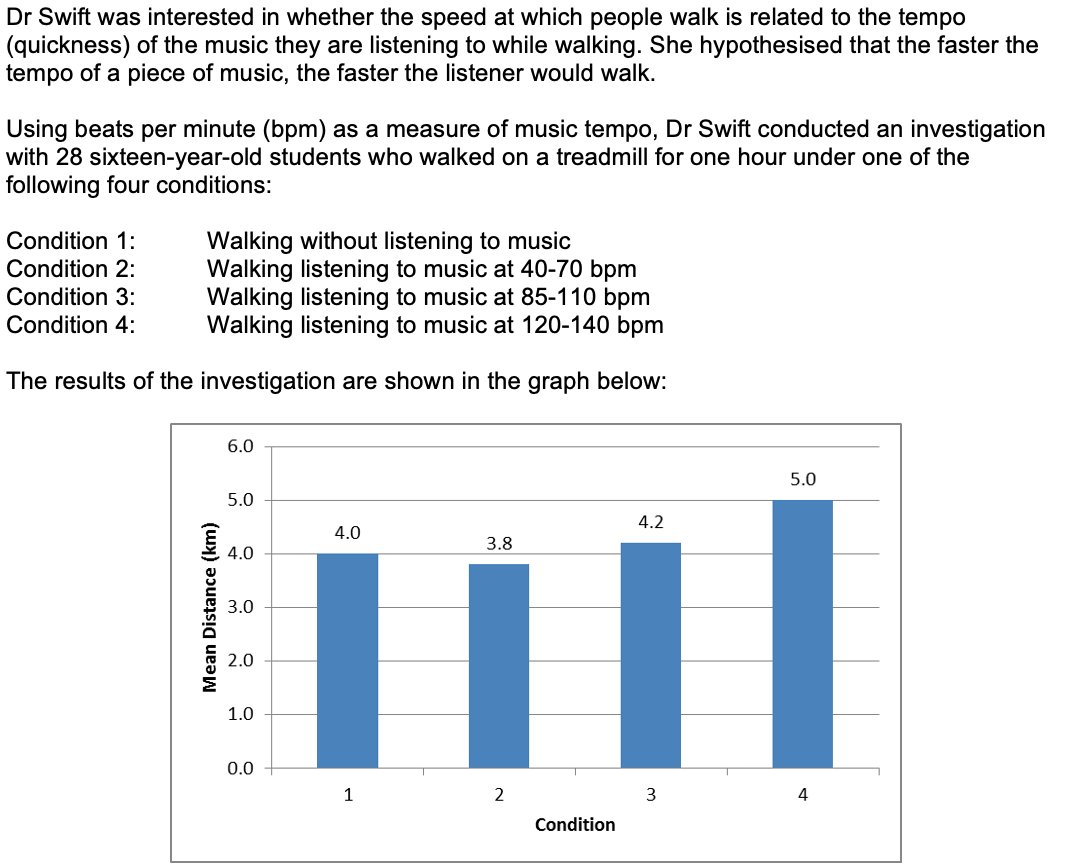 Dr Swift was interested in whether the speed at which people walk is related to the tempo
(quickness) of the music they are listening to while walking. She hypothesised that the faster the
tempo of a piece of music, the faster the listener would walk.
Using beats per minute (bpm) as a measure of music tempo, Dr Swift conducted an investigation
with 28 sixteen-year-old students who walked on a treadmill for one hour under one of the
following four conditions:
Condition 1: Walking without listening to music
Condition 2: Walking listening to music at 40-70 bpm
Condition 3: Walking listening to music at 85-110 bpm
Condition 4: Walking listening to music at 120-140 bpm
The results of the investigation are shown in the graph below:
6.0
5.0
4.0
3.0
2.0
1.0
0.0
Mean Distance (km)
4.0
3.8
4.2
5.0
1 2 3 4
Condition